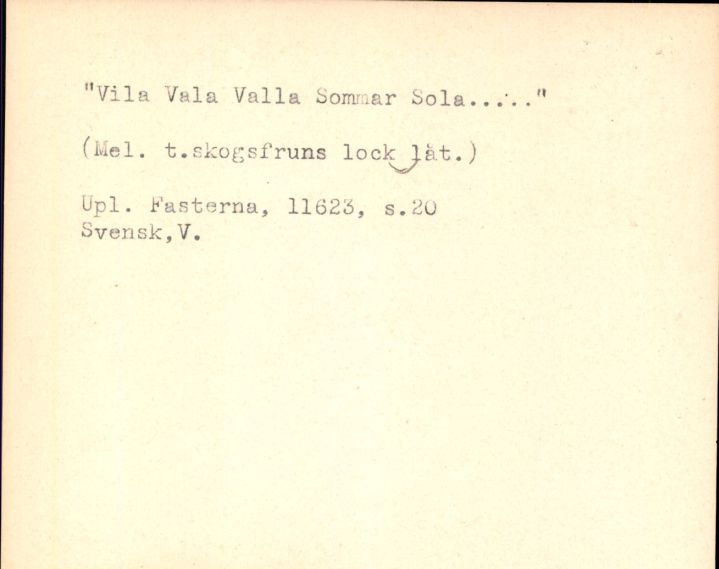 "Vila Vala Valla Sommar Sola......"
(Mel. t.skogsfruns lock låt.)
Upl. Fasterna, 11623, s.20
Svensk,V.